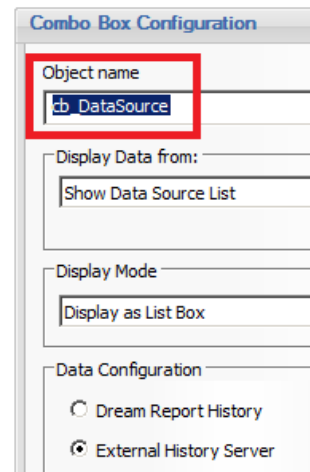 Combo Box Configuration
Object name
cb_DataSource
Display Data from:
Show Data Source List
Display Mode
Display as List Box
Data Configuration
Dream Report History
External History Server